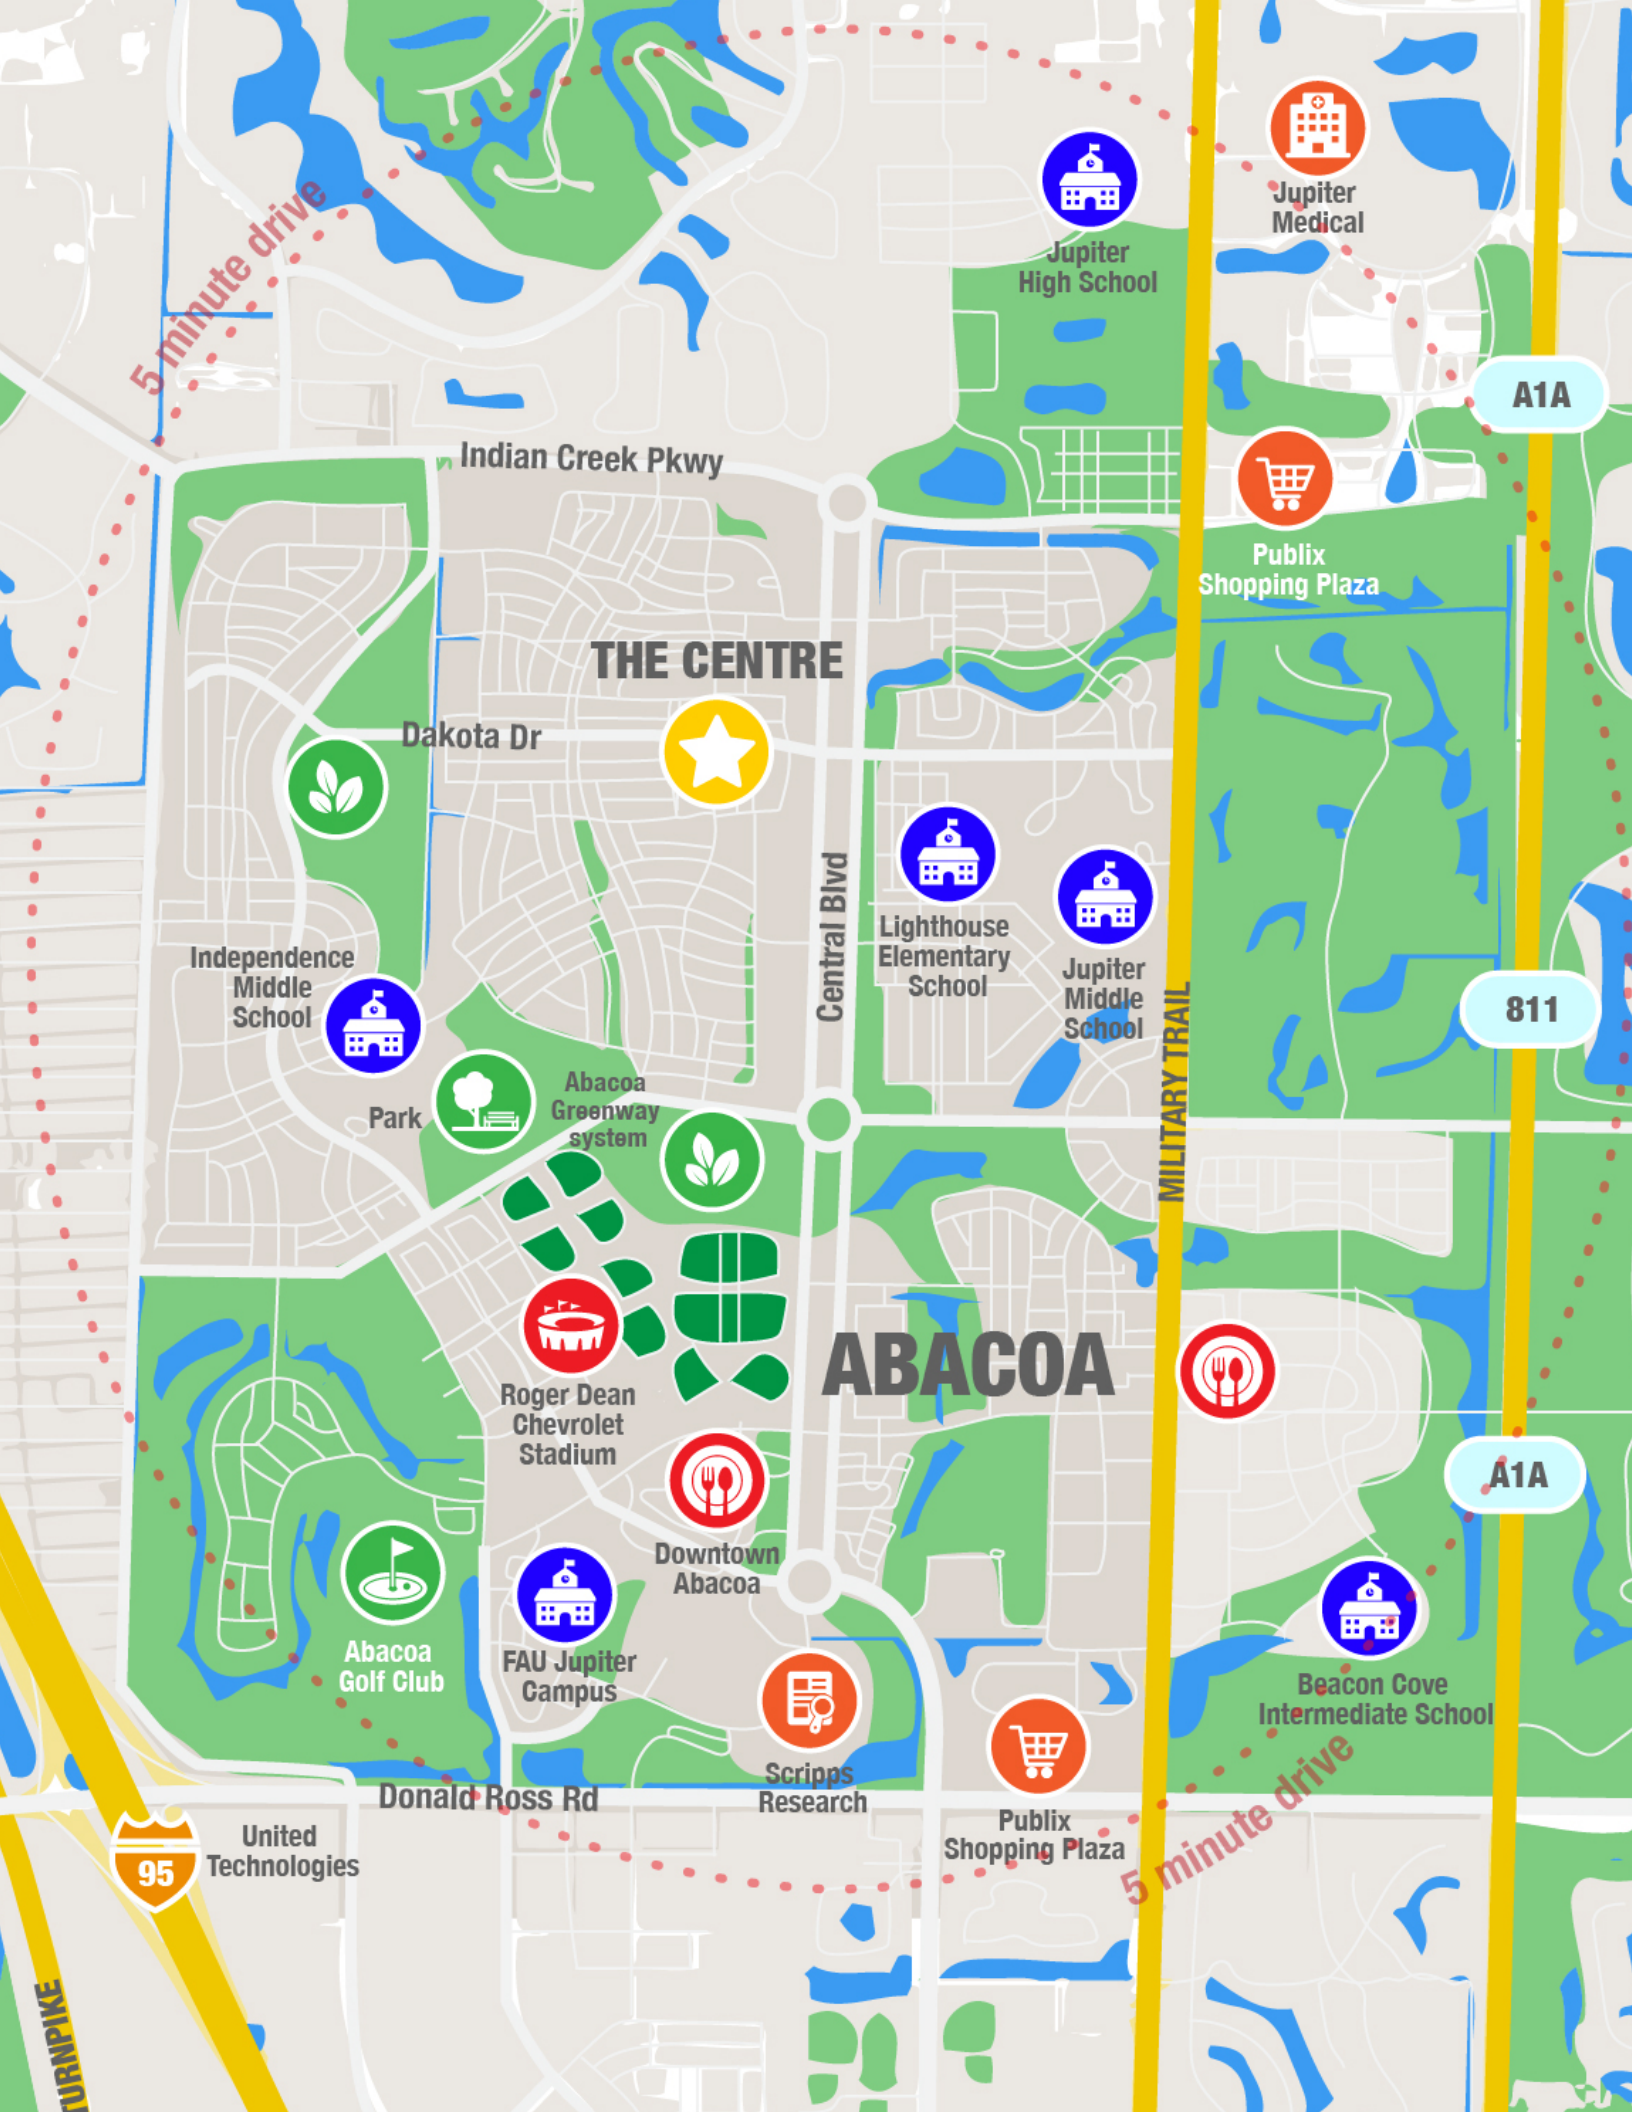 Jupiter
Medical
Jupiter
High School
5 minute drive
A1A
Indian Creek Pkwy
Publix
Shopping Plaza
THE CENTRE
Dakota Dr
Central Blvd
Lighthouse
Elementary
School
Jupiter
Middle
School
Independence
Middle
School
811
MILITARY TRAIL
Park
Abacoa
Greenway
system
ABACOA
Roger Dean
Chevrolet
Stadium
A1A
Downtown
Abacoa
Abacoa
Golf Club
FAU Jupiter
Campus
Beacon Cove
Intermediate School
Scripps
Research
Donald Ross Rd
Publix
Shopping Plaza
5 minute drive
United
Technologies
95
TURNPIKE